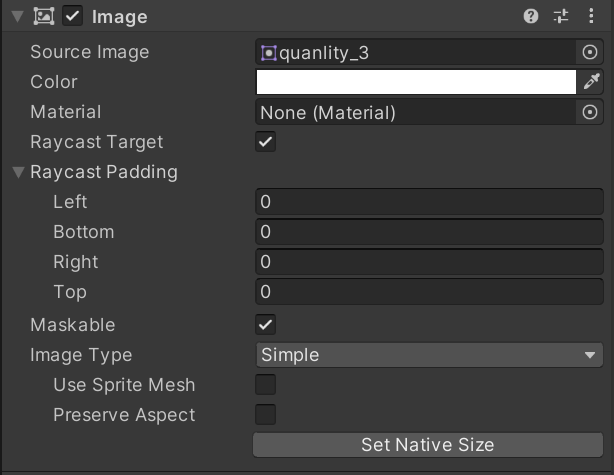 Image
Source Image quanlity_3
Color
Material None (Material)
Raycast Target
Raycast Padding
Left 0
Bottom 0
Right 0
Top 0
Maskable
Image Type Simple
Use Sprite Mesh
Preserve Aspect
Set Native Size